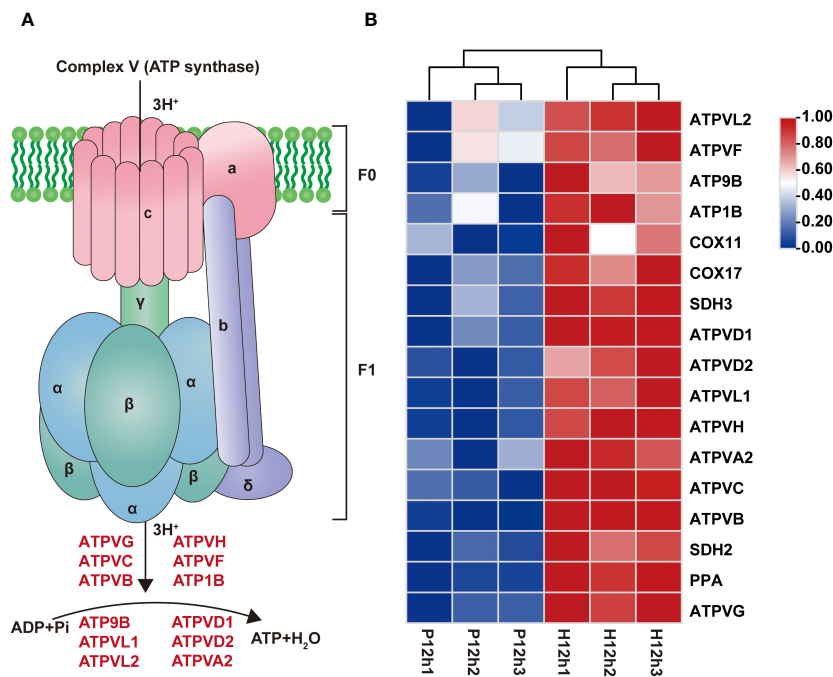 A
Complex V (ATP synthase)
3H⁺
a
F0
c
γ
b
F1
α
α
β
β
β
δ
α
3H⁺
ATPVG ATPVH
ATPVC ATPVF
ATPVB ATP1B
ADP+Pi
ATP9B ATPVD1
ATPVL1 ATPVD2
ATPVL2 ATPVA2
ATP+H₂O
B
ATPVL2
ATPVF
ATP9B
ATP1B
COX11
COX17
SDH3
ATPVD1
ATPVD2
ATPVL1
ATPVH
ATPVA2
ATPVC
ATPVB
SDH2
PPA
ATPVG
P12h1
P12h2
P12h3
H12h1
H12h2
H12h3
1.00
0.80
0.60
0.40
0.20
0.00